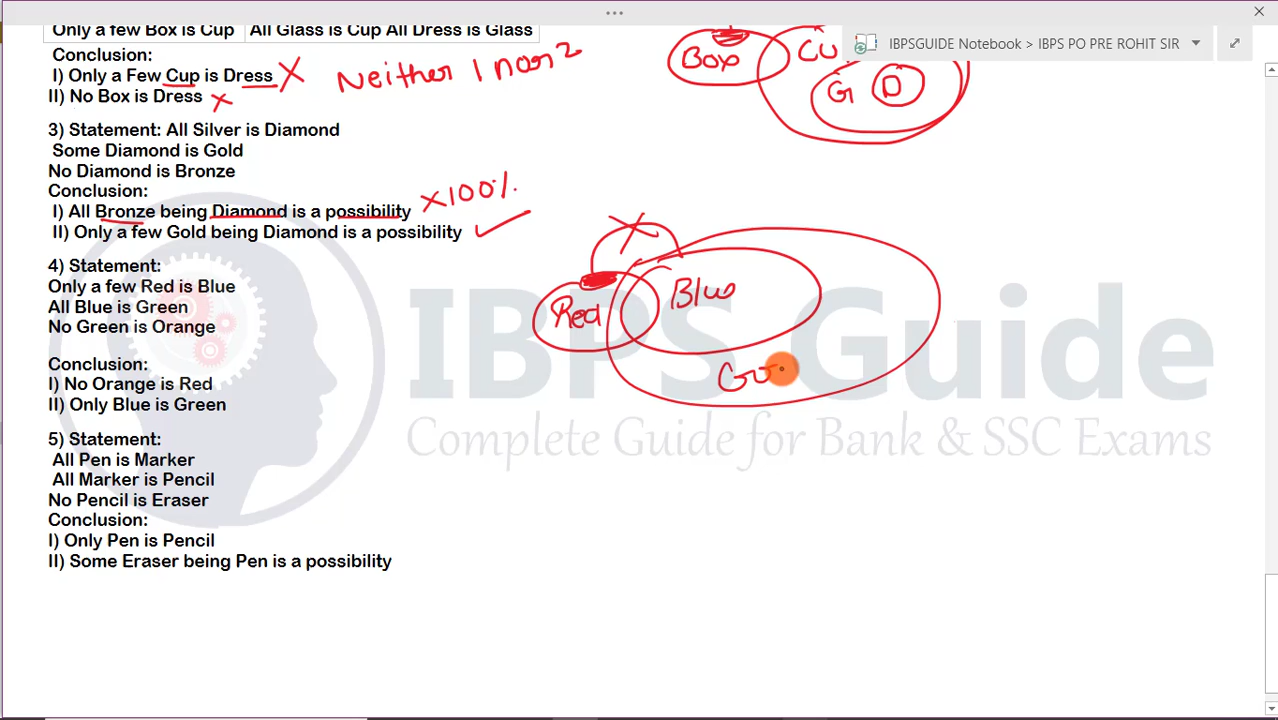 Only a few Box is Cup All Glass is Cup All Dress is Glass
Conclusion:
I) Only a Few Cup is Dress
II) No Box is Dress
Neither 1 noor 2
Box
Cu
G
D
IBPSGUIDE Notebook > IBPS PO PRE ROHIT SIR
3) Statement: All Silver is Diamond
Some Diamond is Gold
No Diamond is Bronze
Conclusion:
I) All Bronze being Diamond is a possibility
×100%
II) Only a few Gold being Diamond is a possibility
4) Statement:
Only a few Red is Blue
All Blue is Green
No Green is Orange
Red
Blue
Conclusion:
I) No Orange is Red
II) Only Blue is Green
IBPS Guide
Complete Guide for Bank & SSC Exams
5) Statement:
All Pen is Marker
All Marker is Pencil
No Pencil is Eraser
Conclusion:
I) Only Pen is Pencil
II) Some Eraser being Pen is a possibility